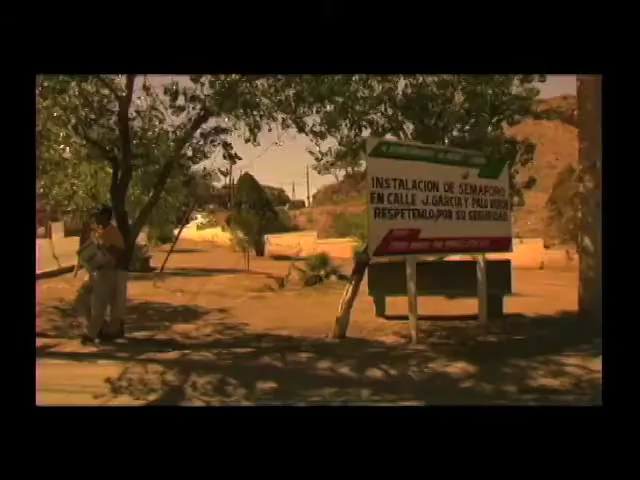 INSTALACION DE SEMAFORO
EN CALLE J. GARCIA Y PALO VERDE
RESPETENLO POR SU SEGURIDAD